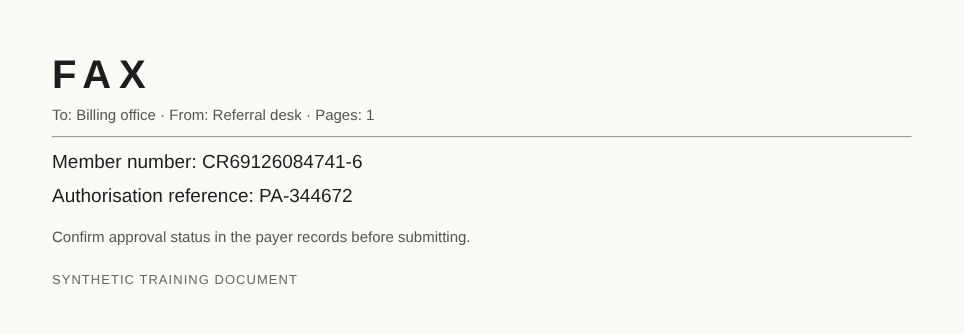 FAX
To: Billing office · From: Referral desk · Pages: 1
Member number: CR69126084741-6
Authorisation reference: PA-344672
Confirm approval status in the payer records before submitting.
SYNTHETIC TRAINING DOCUMENT